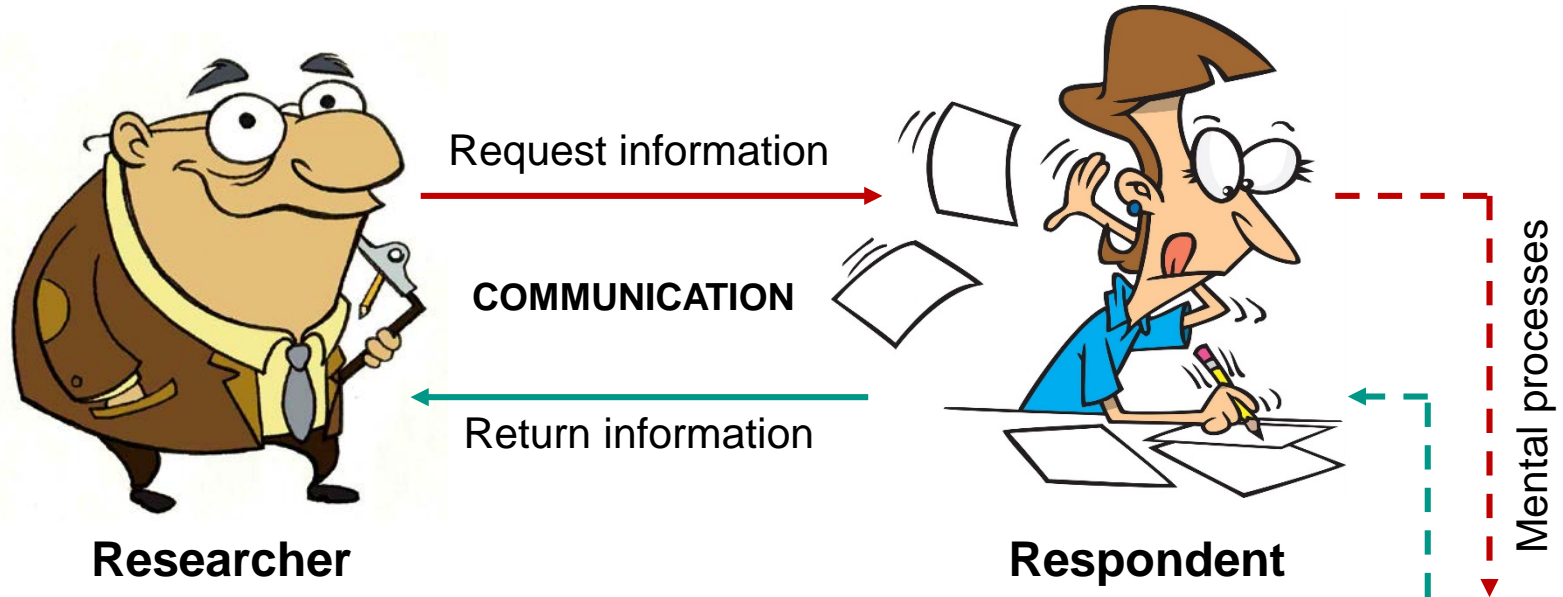 Request information
COMMUNICATION
Return information
Mental processes
Researcher
Respondent